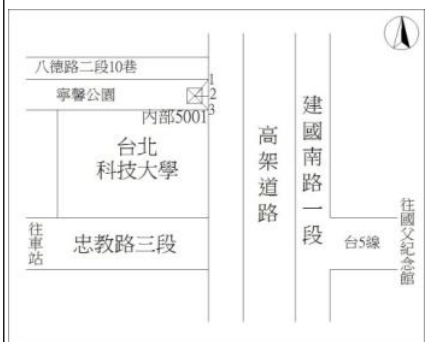 八德路二段10巷
寧馨公園
1
2
3
內部5001
台北
科技大學
高架道路
建國南路一段
往車站
忠教路三段
台5線
往國父紀念館